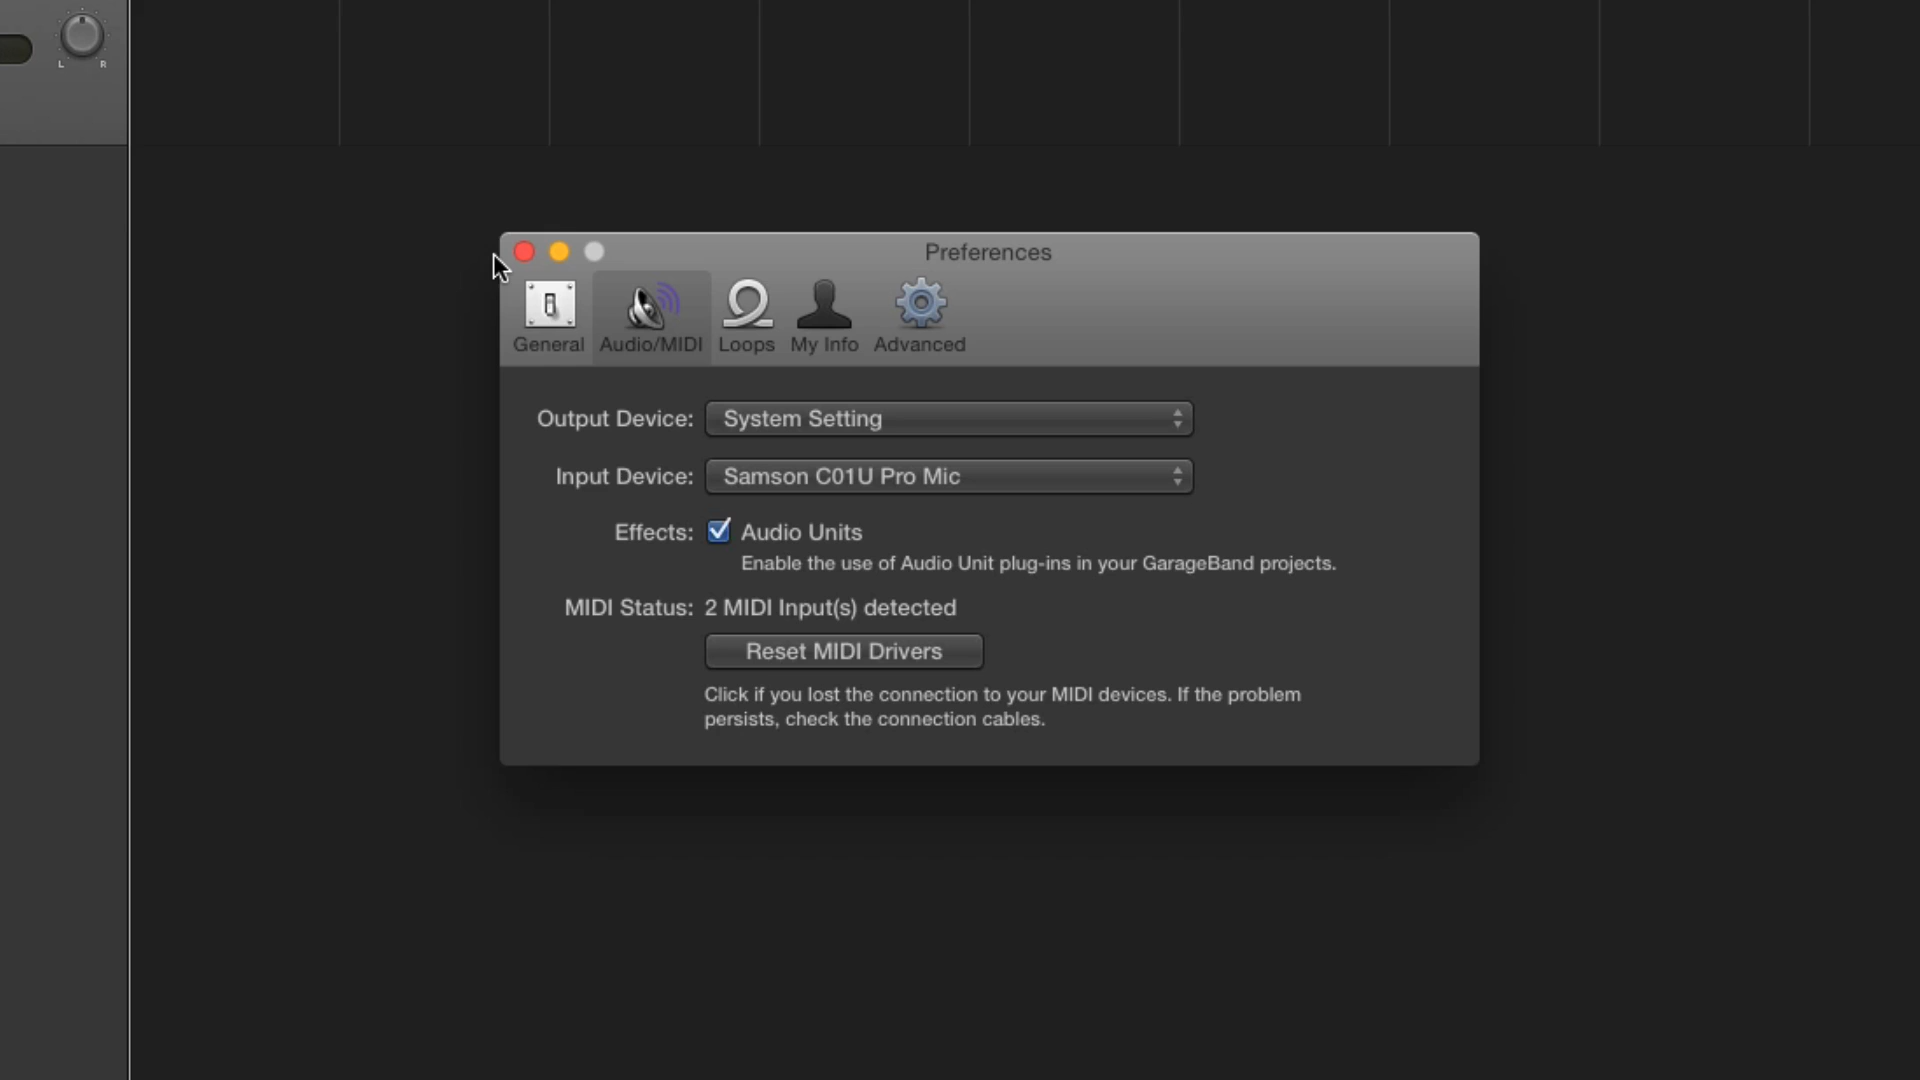 L R
Preferences
General Audio/MIDI Loops My Info Advanced
Output Device: System Setting
Input Device: Samson C01U Pro Mic
Effects: Audio Units
Enable the use of Audio Unit plug-ins in your GarageBand projects.
MIDI Status: 2 MIDI Input(s) detected
Reset MIDI Drivers
Click if you lost the connection to your MIDI devices. If the problem
persists, check the connection cables.